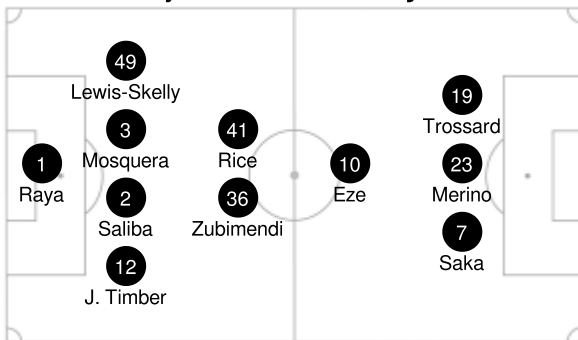 49
Lewis-Skelly
19
Trossard
3
Mosquera
41
Rice
1
Raya
10
Eze
23
Merino
2
Saliba
36
Zubimendi
7
Saka
12
J. Timber